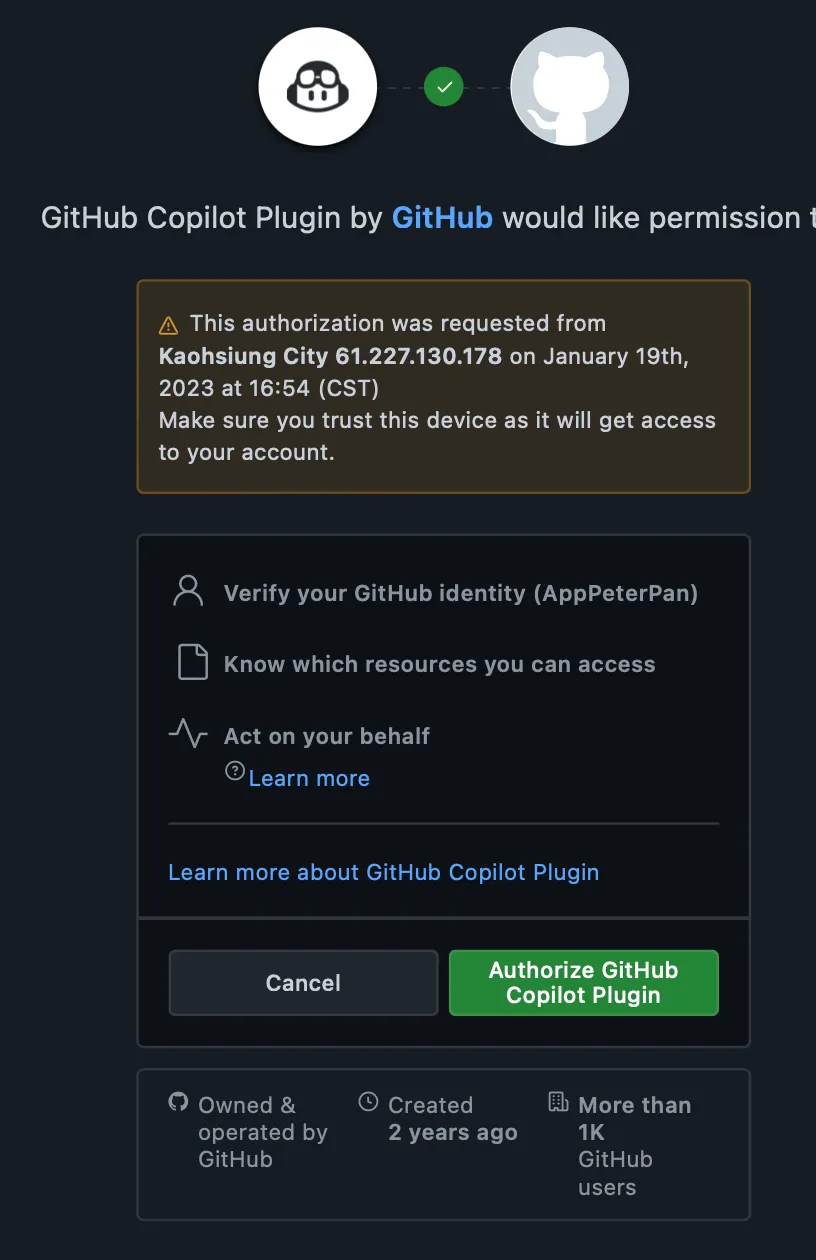 GitHub Copilot Plugin by GitHub would like permission
This authorization was requested from
Kaohsiung City 61.227.130.178 on January 19th,
2023 at 16:54 (CST)
Make sure you trust this device as it will get access
to your account.
Verify your GitHub identity (AppPeterPan)
Know which resources you can access
Act on your behalf
Learn more
Learn more about GitHub Copilot Plugin
Cancel
Authorize GitHub
Copilot Plugin
Owned &
operated by
GitHub
Created
2 years ago
More than
1K
GitHub
users